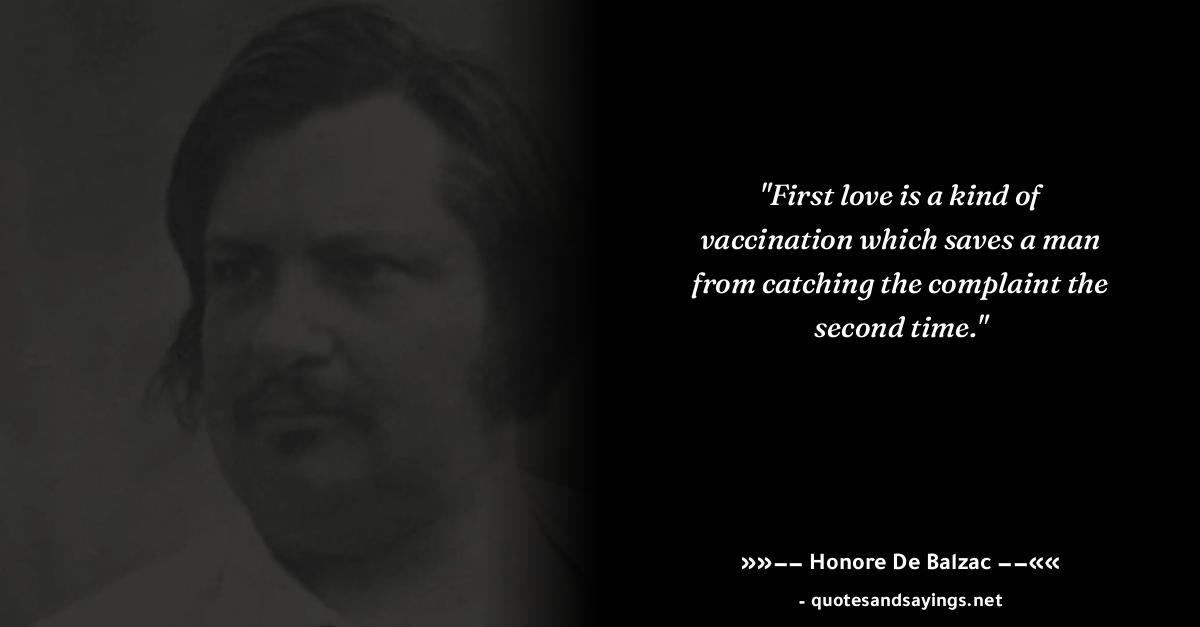 "First love is a kind of
vaccination which saves a man
from catching the complaint the
second time."
»»−− Honore De Balzac −−««
- quotesandsayings.net